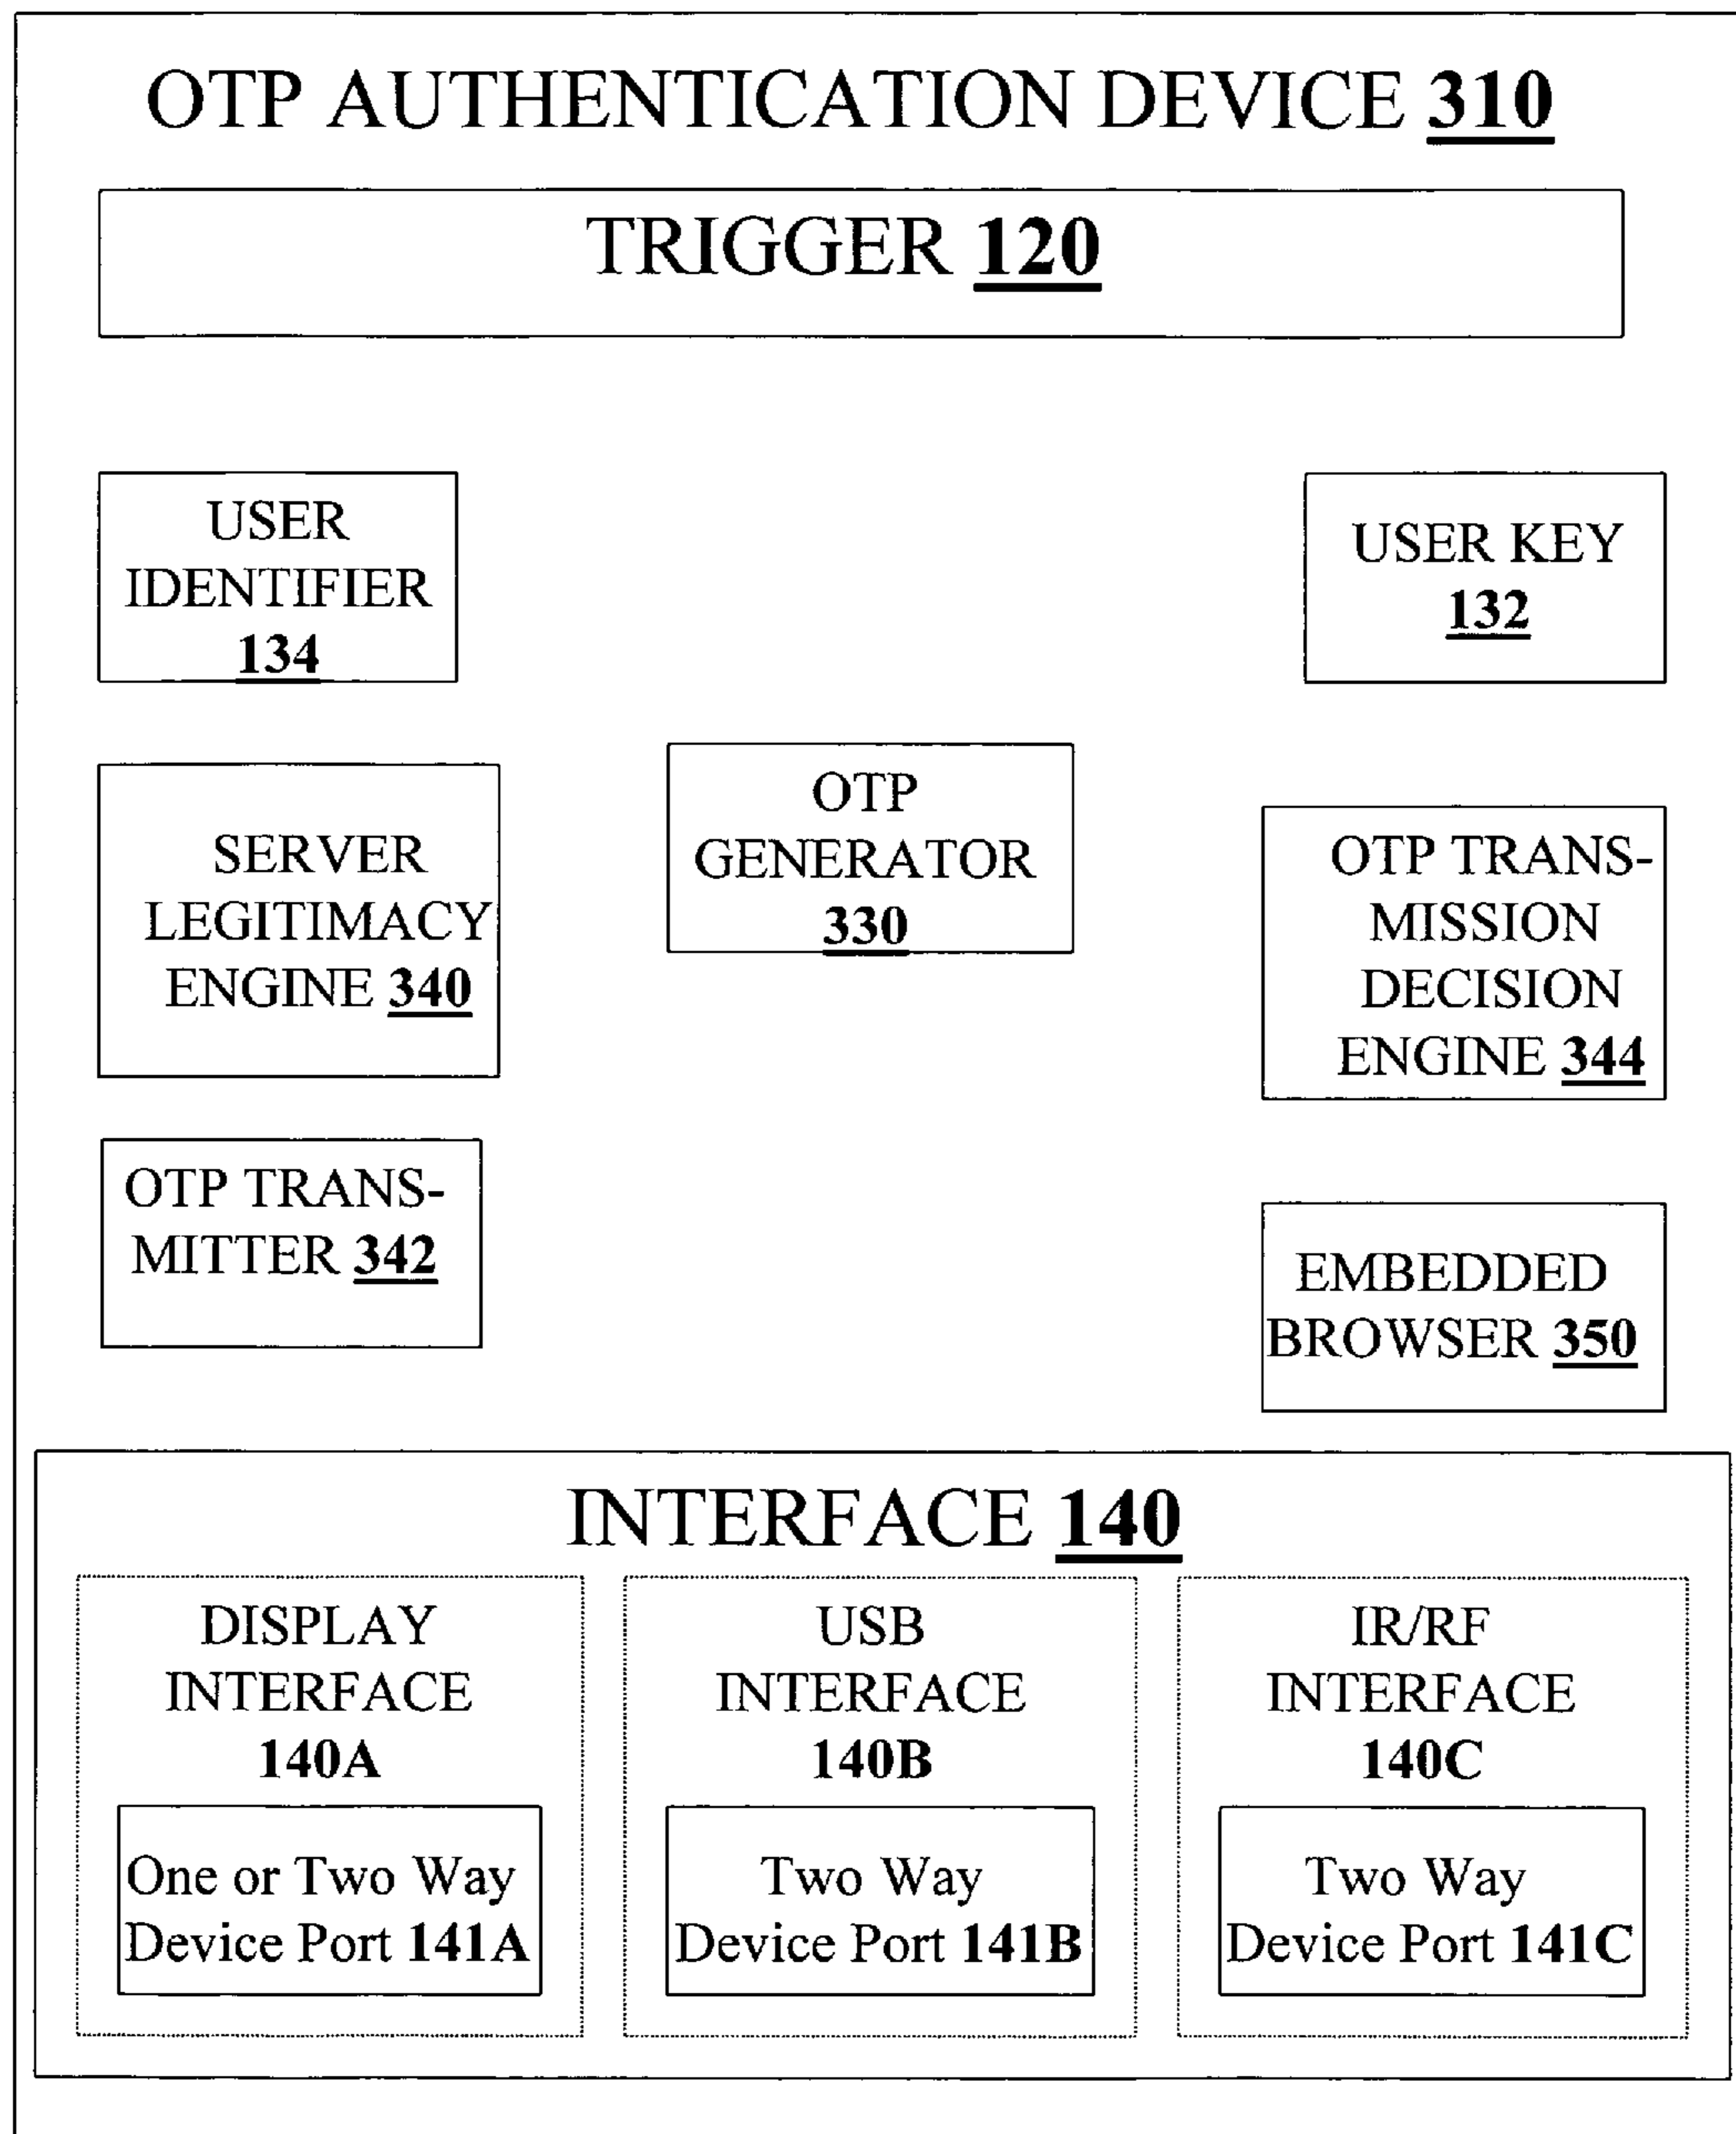 OTP AUTHENTICATION DEVICE 310
TRIGGER 120
USER
IDENTIFIER
134
USER KEY
132
SERVER
LEGITIMACY
ENGINE 340
OTP
GENERATOR
330
OTP TRANS-
MISSION
DECISION
ENGINE 344
OTP TRANS-
MITTER 342
EMBEDDED
BROWSER 350
INTERFACE 140
DISPLAY
INTERFACE
140A
One or Two Way
Device Port 141A
USB
INTERFACE
140B
Two Way
Device Port 141B
IR/RF
INTERFACE
140C
Two Way
Device Port 141C